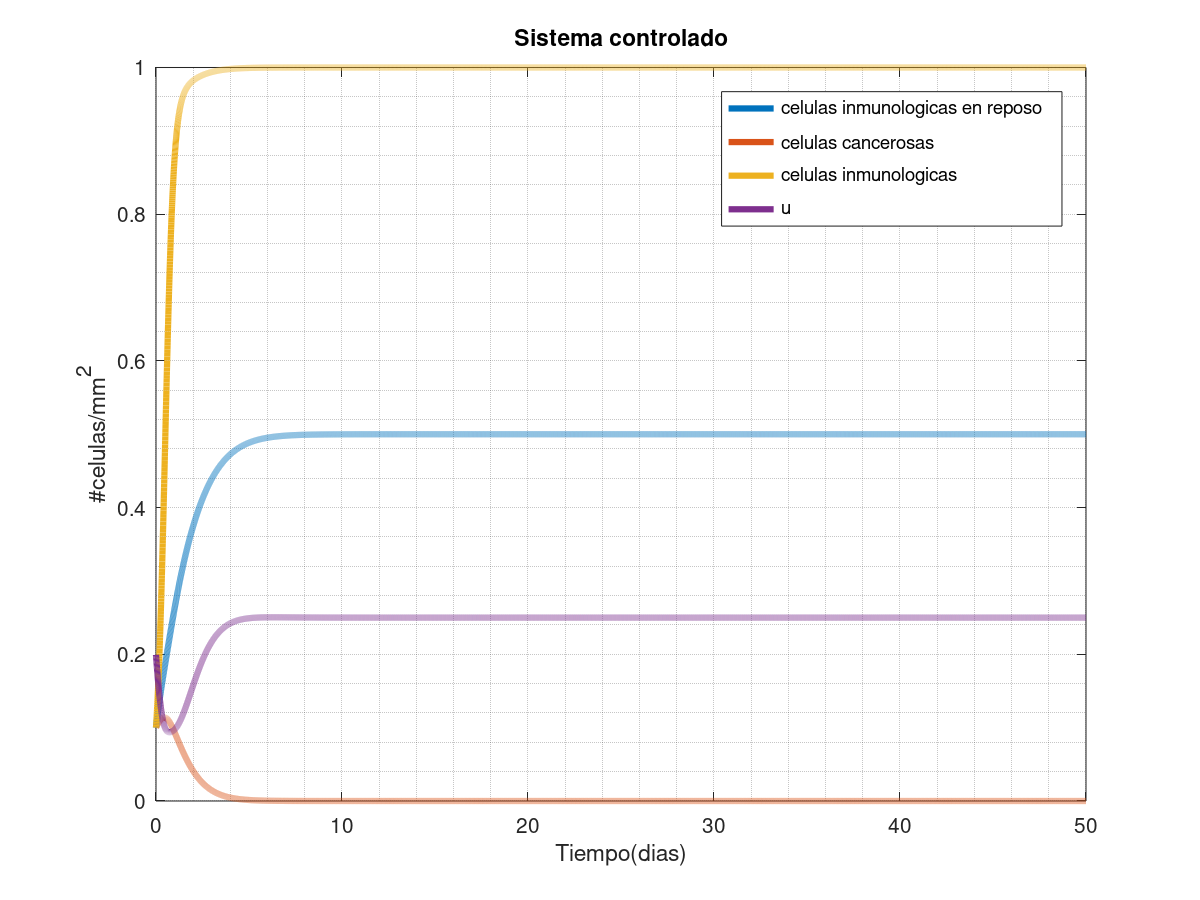 Sistema controlado
celulas inmunologicas en reposo
celulas cancerosas
celulas inmunologicas
u
#celulas/mm²
1
0.8
0.6
0.4
0.2
0
0 10 20 30 40 50
Tiempo(dias)